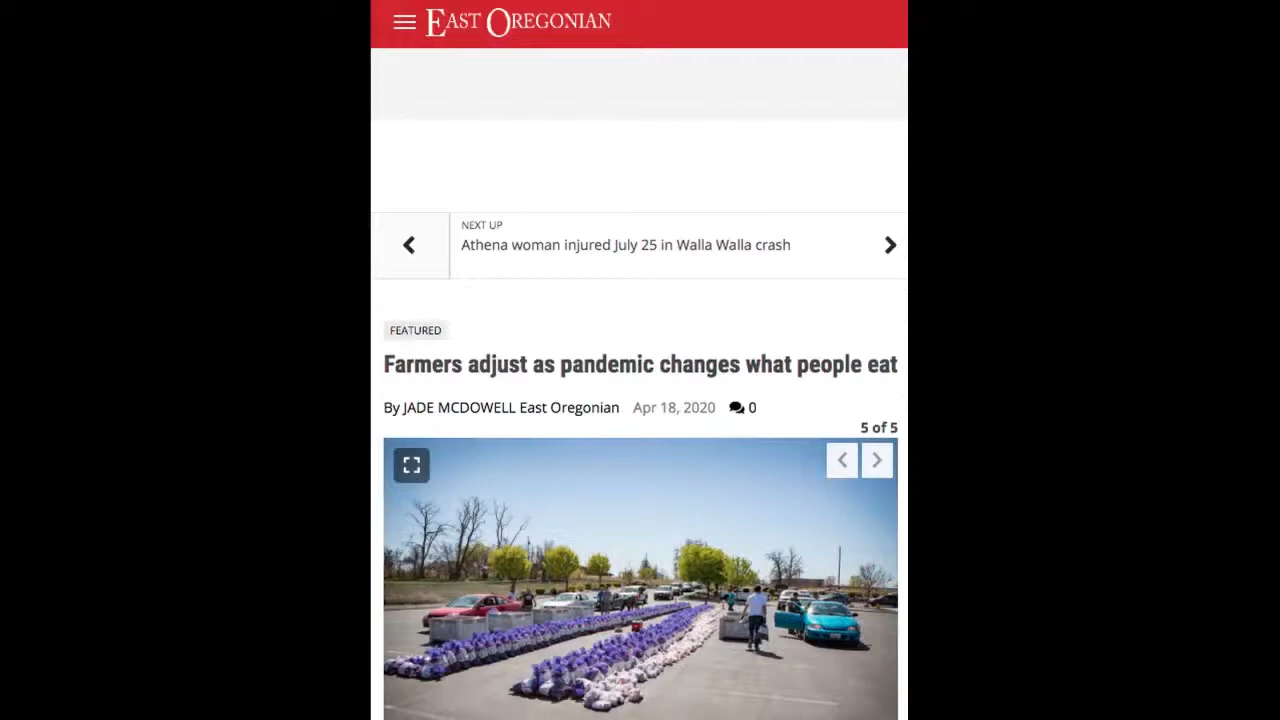 EAST OREGONIAN
NEXT UP
Athena woman injured July 25 in Walla Walla crash
FEATURED
Farmers adjust as pandemic changes what people eat
By JADE MCDOWELL East Oregonian Apr 18, 2020 0
5 of 5